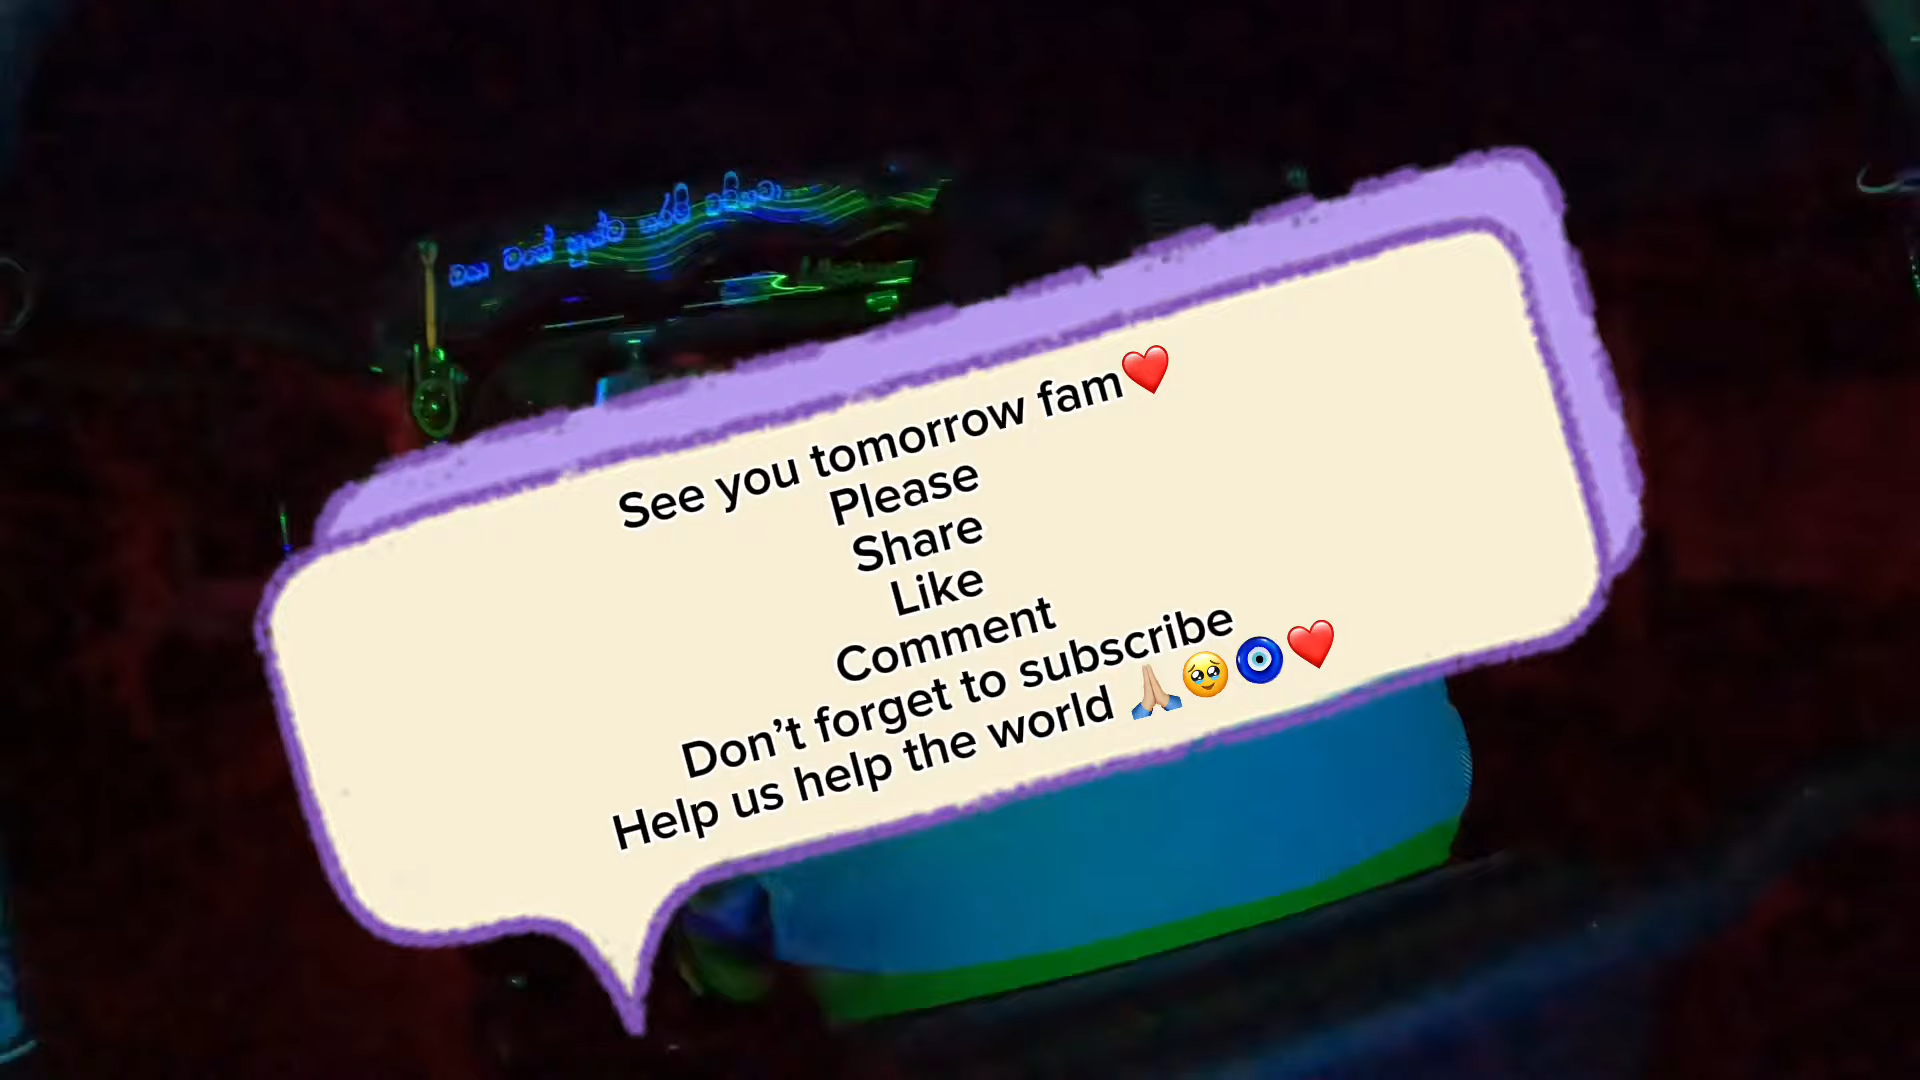 See you tomorrow fam❤️
Please
Share
Like
Comment
Don’t forget to subscribe
Help us help the world 🙏🏼🥹🧿❤️